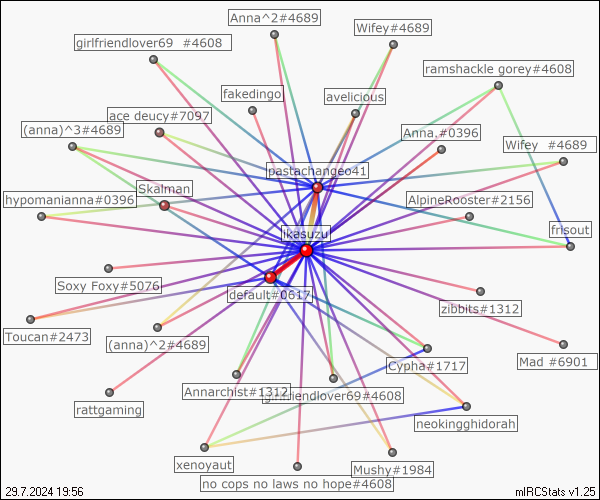 Anna^2#4689
Wifey#4689
girlfriendlover69 #4608
ramshackle gorey#4608
fakedingo
avelicious
ace deucy#7097
(anna)^3#4689
Anna,#0396
Wifey #4689
pastachangeo41
Skalman
hypomanianna#0396
AlpineRooster#2156
ikasuzu
frisout
Soxy Foxy#5076
default#0617
zibbits#1312
Toucan#2473
(anna)^2#4689
Mad #6901
Cypha#1717
Annarchist#1312
girlfriendlover69#4608
rattgaming
neokingghidorah
xenoyaut
Mushy#1984
no cops no laws no hope#4608
29.7.2024 19:56
mIRCStats v1.25